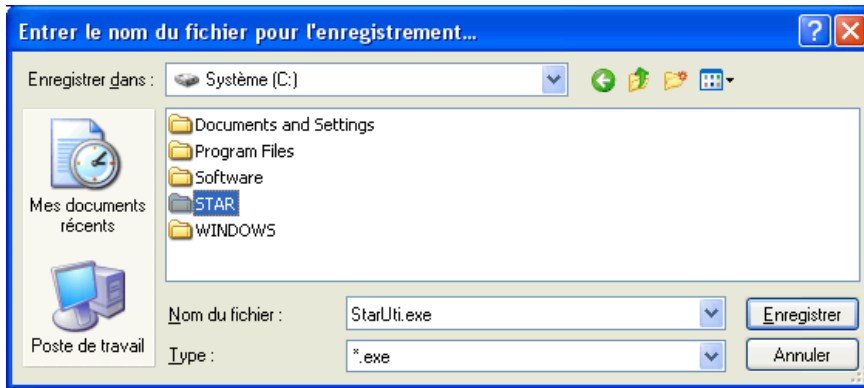 Entrer le nom du fichier pour l'enregistrement...
Enregistrer dans :
Système (C:)
Documents and Settings
Program Files
Software
STAR
WINDOWS
Mes documents
récents
Poste de travail
Nom du fichier :
StarUti.exe
Enregistrer
Type :
*.exe
Annuler